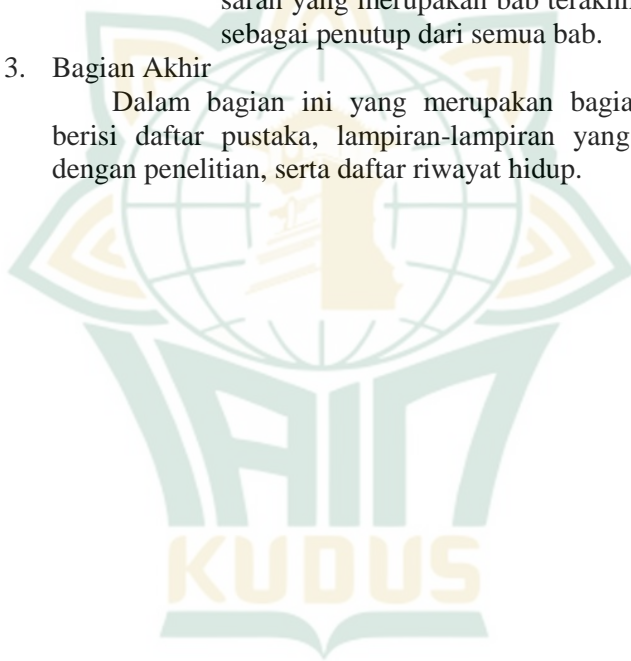 saran yang merupakan bab terakhir
sebagai penutup dari semua bab.
3. Bagian Akhir
Dalam bagian ini yang merupakan
berisi daftar pustaka, lampiran-lampiran yang
dengan penelitian, serta daftar riwayat hidup.
IAIN
KUDUS